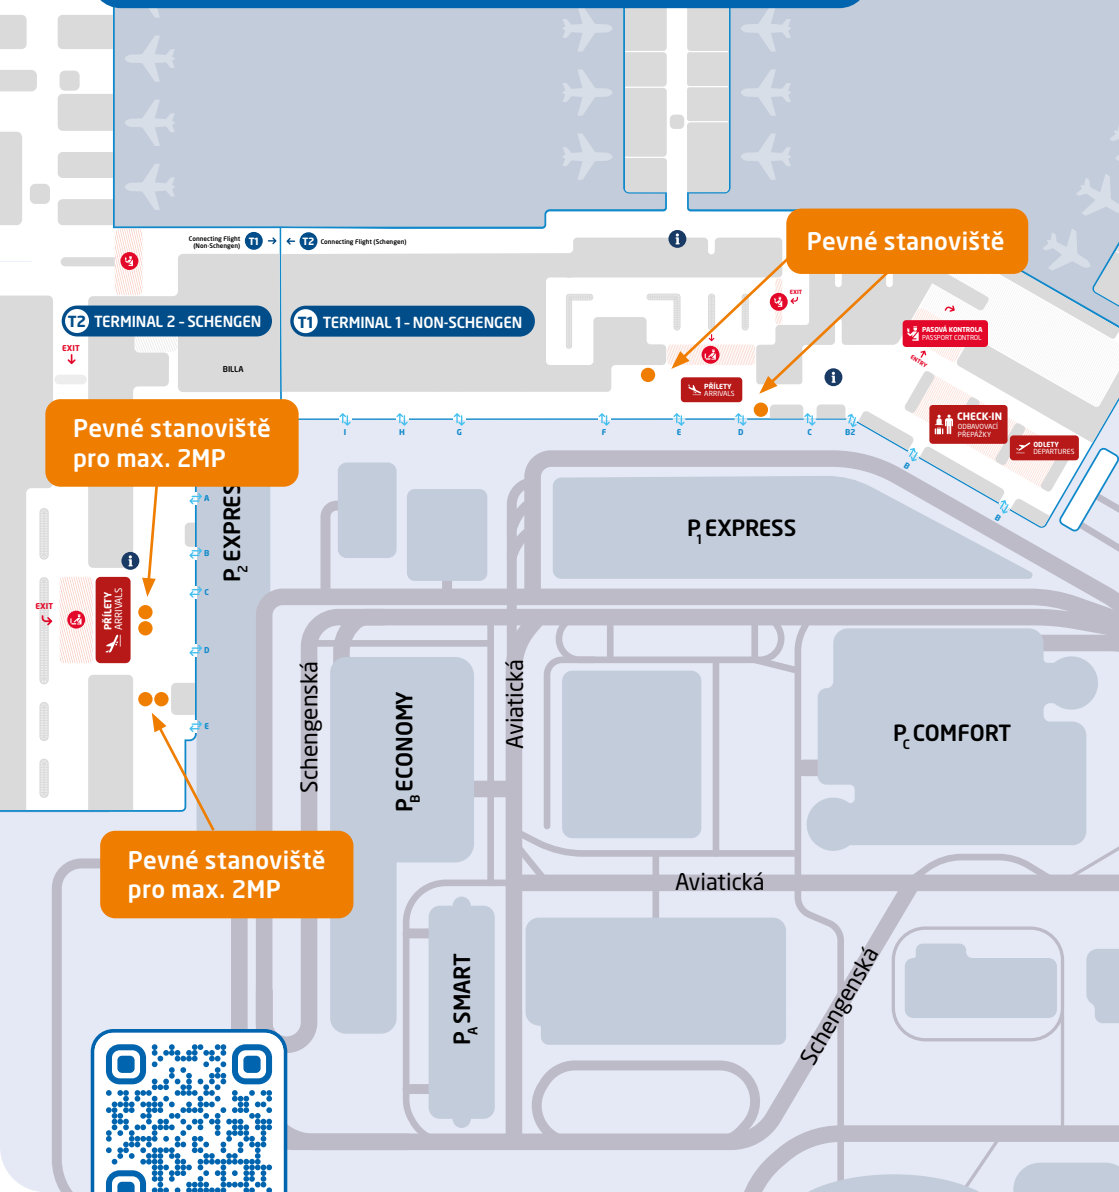 Connecting Flight
(Non-Schengen)
T1
T2
Connecting Flight (Schengen)
Pevné stanoviště
EXIT
T2 TERMINAL 2 – SCHENGEN
T1 TERMINAL 1 – NON-SCHENGEN
PASOVÁ KONTROLA
PASSPORT CONTROL
ENTRY
EXIT
BILLA
PŘÍLETY
ARRIVALS
CHECK-IN
ODBAVOVACÍ
PŘEPÁŽKY
ODLETY
DEPARTURES
I
H
G
F
E
D
C
B2
B
B
Pevné stanoviště
pro max. 2MP
A
B
C
D
E
P2 EXPRESS
P1 EXPRESS
EXIT
PŘÍLETY
ARRIVALS
Schengenská
PB ECONOMY
Aviatická
PC COMFORT
Pevné stanoviště
pro max. 2MP
Aviatická
PA SMART
Schengenská